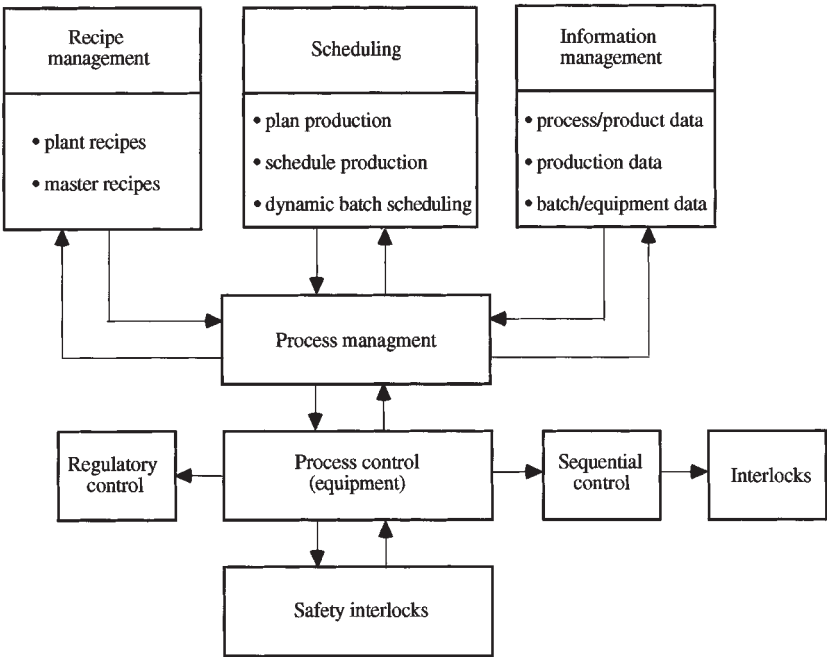 Recipe
management
• plant recipes
• master recipes
Scheduling
• plan production
• schedule production
• dynamic batch scheduling
Information
management
• process/product data
• production data
• batch/equipment data
Process managment
Regulatory
control
Process control
(equipment)
Sequential
control
Interlocks
Safety interlocks